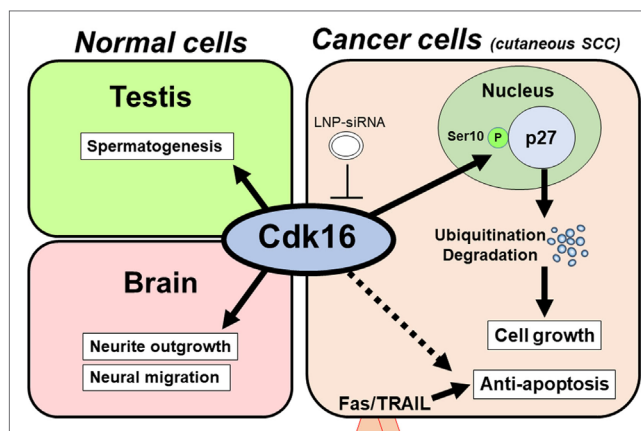 Normal cells
Cancer cells (cutaneous SCC)
Testis
Spermatogenesis
Brain
Neurite outgrowth
Neural migration
Cdk16
LNP-siRNA
Nucleus
Ser10
P
p27
Ubiquitination
Degradation
Cell growth
Anti-apoptosis
Fas/TRAIL